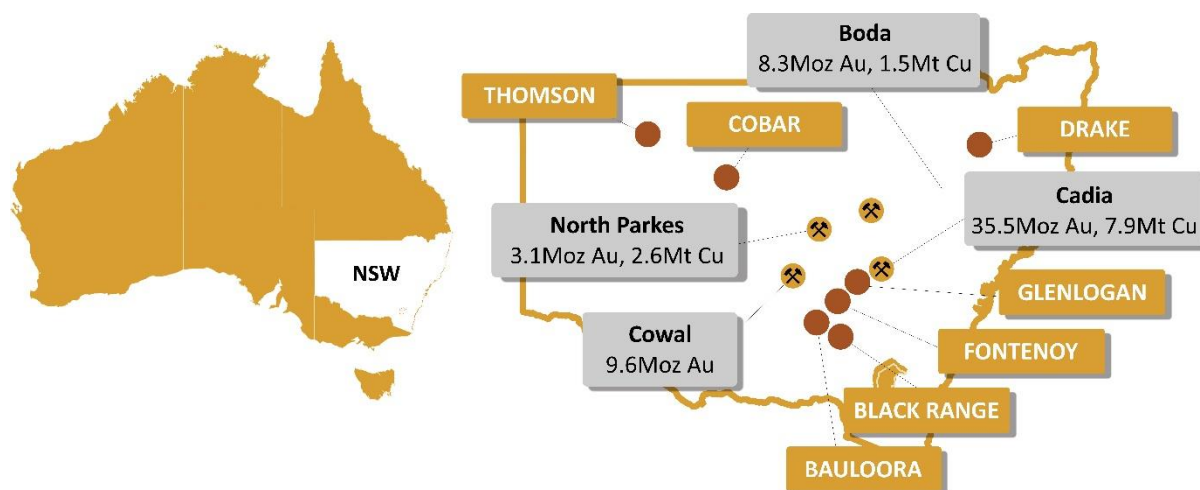 NSW
Boda
8.3Moz Au, 1.5Mt Cu
THOMSON
COBAR
DRAKE
North Parkes
3.1Moz Au, 2.6Mt Cu
Cadia
35.5Moz Au, 7.9Mt Cu
GLENLOGAN
Cowal
9.6Moz Au
FONTENOY
BLACK RANGE
BAULOORA